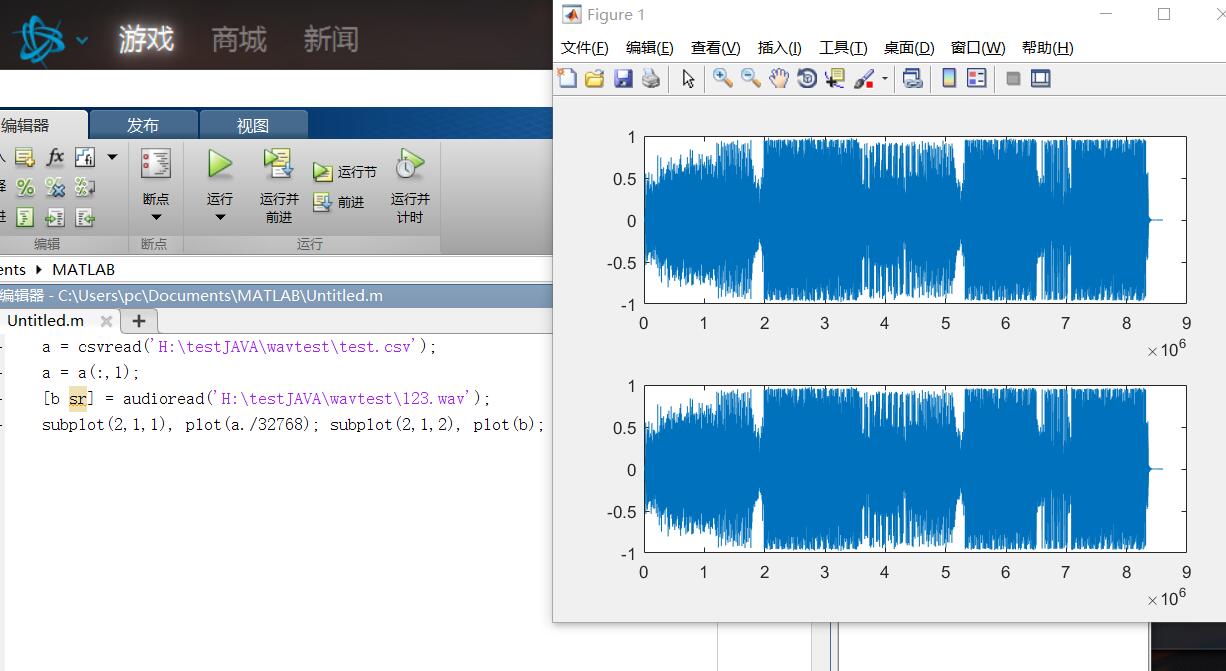 游戏 商城 新闻
编辑器 发布 视图
fx
断点 运行 运行并前进 运行节 前进 运行并计时
编辑 断点 运行
ents ▸ MATLAB
编辑器 - C:\Users\pc\Documents\MATLAB\Untitled.m
Untitled.m × +
a = csvread('H:\testJAVA\wavtest\test.csv');
a = a(:,1);
[b sr] = audioread('H:\testJAVA\wavtest\123.wav');
subplot(2,1,1), plot(a./32768); subplot(2,1,2), plot(b);
Figure 1
文件(F) 编辑(E) 查看(V) 插入(I) 工具(T) 桌面(D) 窗口(W) 帮助(H)
1
0.5
0
-0.5
-1
0 1 2 3 4 5 6 7 8 9
×10⁶
1
0.5
0
-0.5
-1
0 1 2 3 4 5 6 7 8 9
×10⁶